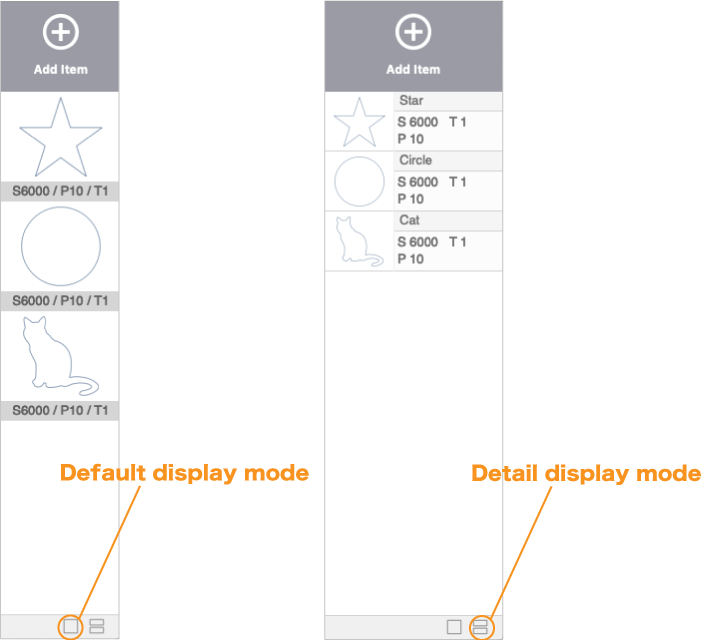 Add Item
S6000 / P10 / T1
S6000 / P10 / T1
S6000 / P10 / T1
Default display mode
Add Item
Star
S 6000 T 1
P 10
Circle
S 6000 T 1
P 10
Cat
S 6000 T 1
P 10
Detail display mode